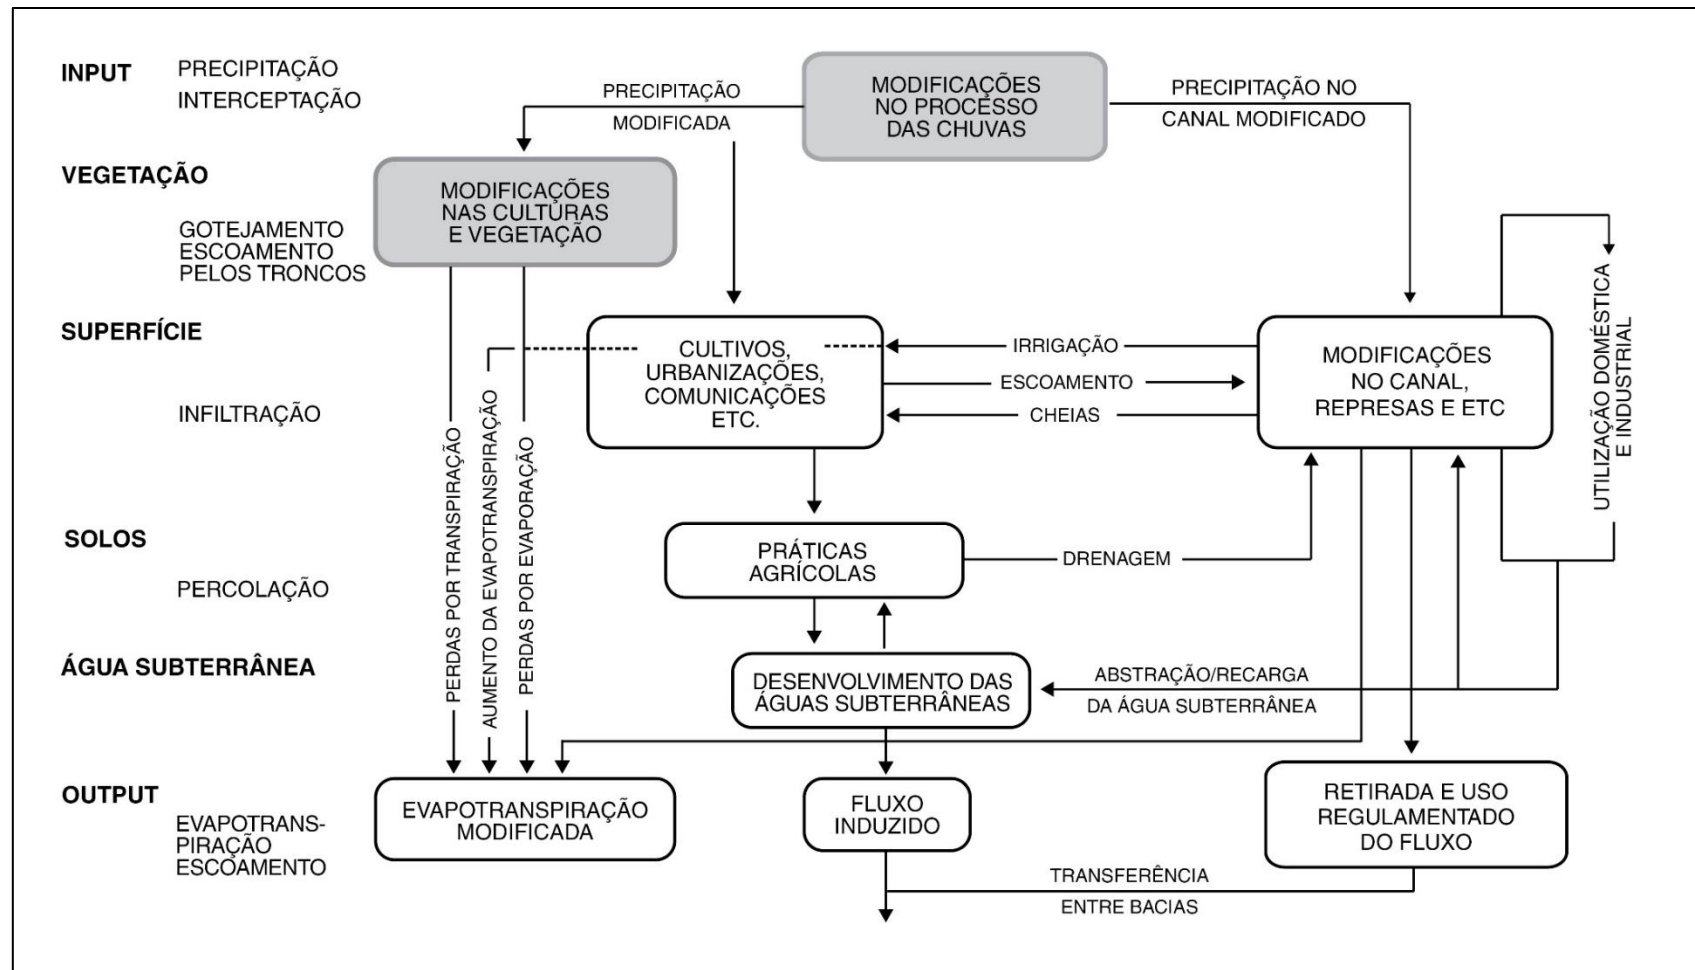 INPUT
PRECIPITAÇÃO
INTERCEPTAÇÃO
PRECIPITAÇÃO
MODIFICADA
MODIFICAÇÕES
NO PROCESSO
DAS CHUVAS
PRECIPITAÇÃO NO
CANAL MODIFICADO
VEGETAÇÃO
GOTEJAMENTO
ESCOAMENTO
PELOS TRONCOS
MODIFICAÇÕES
NAS CULTURAS
E VEGETAÇÃO
SUPERFÍCIE
INFILTRAÇÃO
CULTIVOS,
URBANIZAÇÕES,
COMUNICAÇÕES
ETC.
IRRIGAÇÃO
ESCOAMENTO
CHEIAS
MODIFICAÇÕES
NO CANAL,
REPRESAS E ETC
UTILIZAÇÃO DOMÉSTICA
E INDUSTRIAL
PERDAS POR TRANSPIRAÇÃO
AUMENTO DA EVAPOTRANSPIRAÇÃO
PERDAS POR EVAPORAÇÃO
SOLOS
PERCOLAÇÃO
PRÁTICAS
AGRÍCOLAS
DRENAGEM
ÁGUA SUBTERRÂNEA
DESENVOLVIMENTO DAS
ÁGUAS SUBTERRÂNEAS
ABSTRAÇÃO/RECARGA
DA ÁGUA SUBTERRÂNEA
OUTPUT
EVAPOTRANS-
PIRAÇÃO
ESCOAMENTO
EVAPOTRANSPIRAÇÃO
MODIFICADA
FLUXO
INDUZIDO
RETIRADA E USO
REGULAMENTADO
DO FLUXO
TRANSFERÊNCIA
ENTRE BACIAS